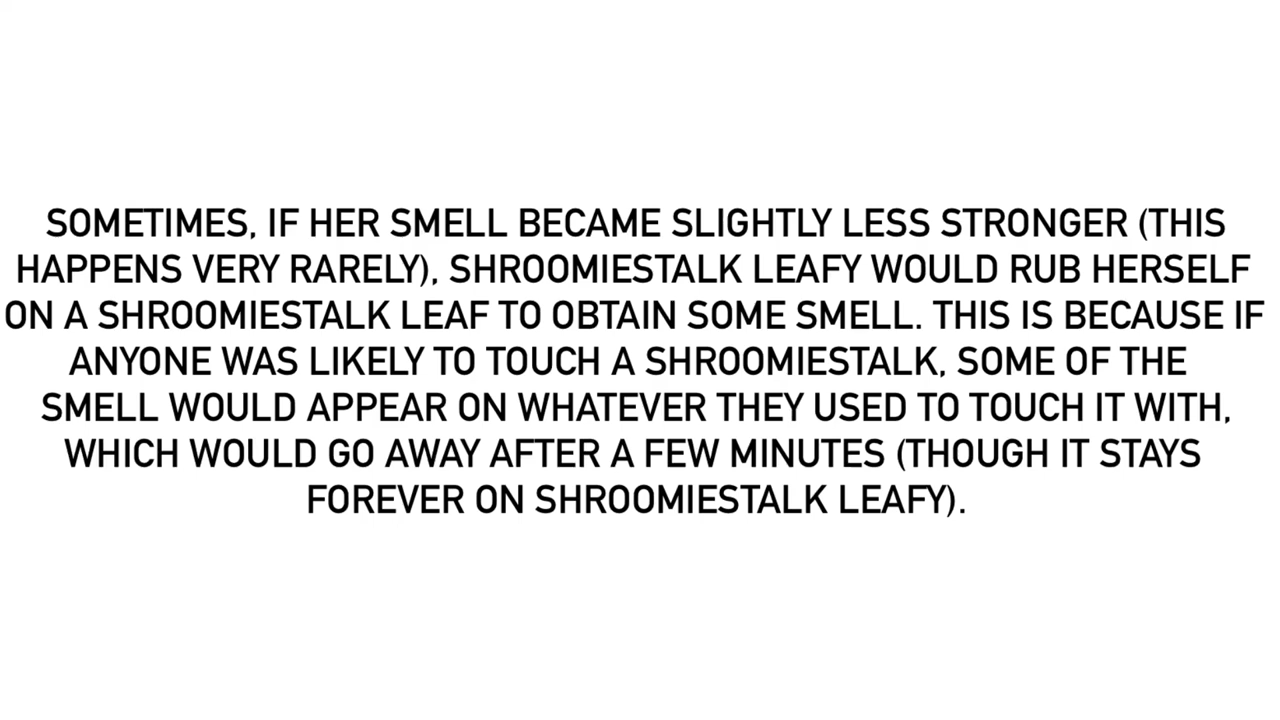 SOMETIMES, IF HER SMELL BECAME SLIGHTLY LESS STRONGER (THIS
HAPPENS VERY RARELY), SHROOMIESTALK LEAFY WOULD RUB HERSELF
ON A SHROOMIESTALK LEAF TO OBTAIN SOME SMELL. THIS IS BECAUSE IF
ANYONE WAS LIKELY TO TOUCH A SHROOMIESTALK, SOME OF THE
SMELL WOULD APPEAR ON WHATEVER THEY USED TO TOUCH IT WITH,
WHICH WOULD GO AWAY AFTER A FEW MINUTES (THOUGH IT STAYS
FOREVER ON SHROOMIESTALK LEAFY).